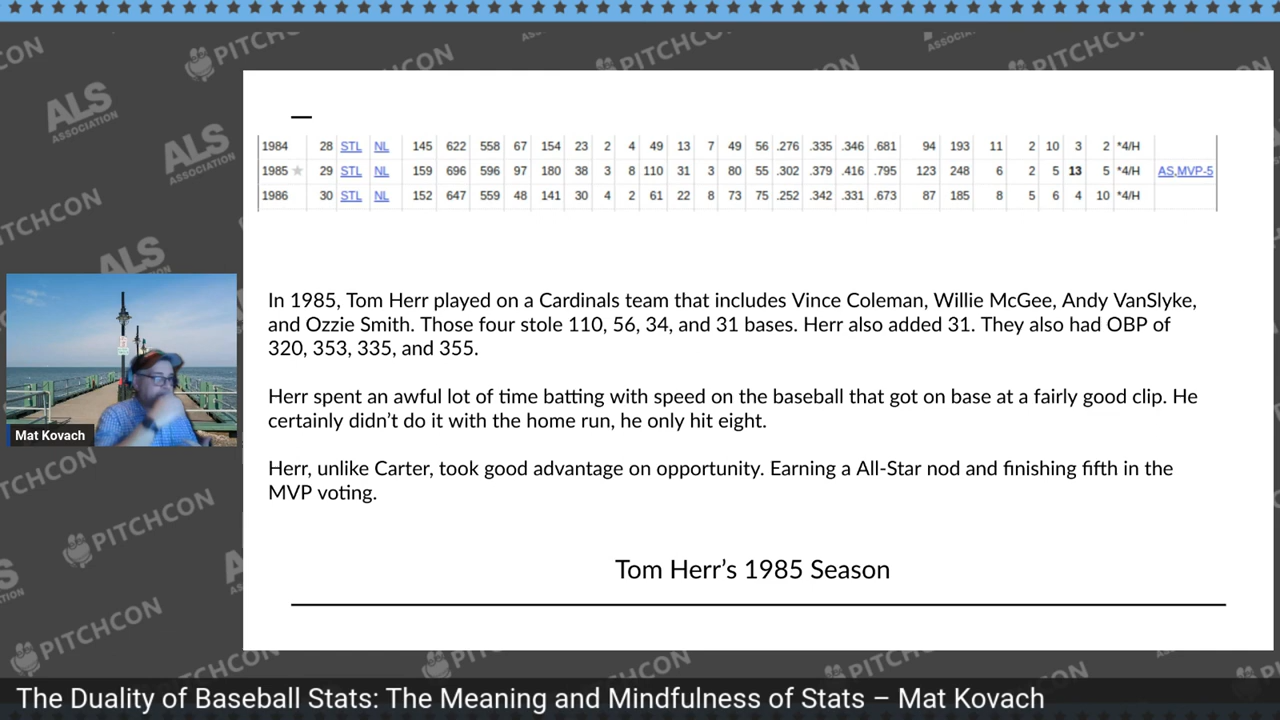 PITCHCON
ALS
ASSOCIATION
1984 28 STL NL 145 622 558 67 154 23 2 4 49 13 7 49 56 .276 .335 .346 .681 94 193 11 2 10 3 2 *4/H
1985 29 STL NL 159 696 596 97 180 38 3 8 110 31 3 80 55 .302 .379 .416 .795 123 248 6 2 5 13 5 *4/H AS,MVP-5
1986 30 STL NL 152 647 559 48 141 30 4 2 61 22 8 73 75 .252 .342 .331 .673 87 185 8 5 6 4 10 *4/H
In 1985, Tom Herr played on a Cardinals team that includes Vince Coleman, Willie McGee, Andy VanSlyke,
and Ozzie Smith. Those four stole 110, 56, 34, and 31 bases. Herr also added 31. They also had OBP of
320, 353, 335, and 355.
Herr spent an awful lot of time batting with speed on the baseball that got on base at a fairly good clip. He
certainly didn’t do it with the home run, he only hit eight.
Herr, unlike Carter, took good advantage on opportunity. Earning a All-Star nod and finishing fifth in the
MVP voting.
Tom Herr’s 1985 Season
Mat Kovach
The Duality of Baseball Stats: The Meaning and Mindfulness of Stats – Mat Kovach